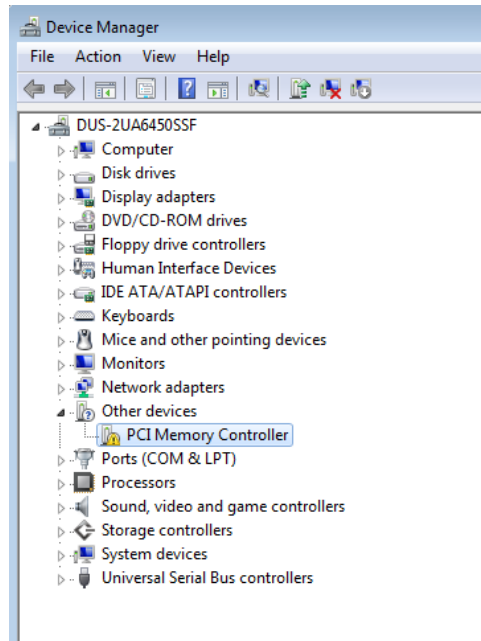 Device Manager
File Action View Help
DUS-2UA6450SSF
Computer
Disk drives
Display adapters
DVD/CD-ROM drives
Floppy drive controllers
Human Interface Devices
IDE ATA/ATAPI controllers
Keyboards
Mice and other pointing devices
Monitors
Network adapters
Other devices
PCI Memory Controller
Ports (COM & LPT)
Processors
Sound, video and game controllers
Storage controllers
System devices
Universal Serial Bus controllers